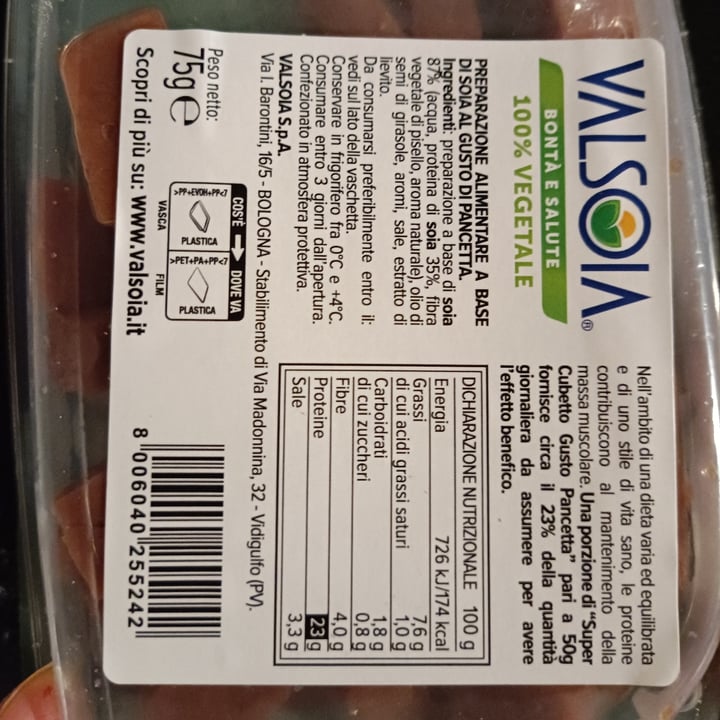 VALSOIA®
BONTÀ E SALUTE
100% VEGETALE
PREPARAZIONE ALIMENTARE A BASE
DI SOIA AL GUSTO DI PANCETTA.
Ingredienti: preparazione a base di soia
87% (acqua, proteina di soia 35%, fibra
vegetale di pisello, aroma naturale), olio di
semi di girasole, aromi, sale, estratto di
lievito.
Da consumarsi preferibilmente entro il:
vedi sul lato della vaschetta.
Conservare in frigorifero fra 0°C e +4°C.
Consumare entro 3 giorni dall'apertura.
Confezionato in atmosfera protettiva.
VALSOIA S.p.A.
Via I. Barontini, 16/5 - BOLOGNA - Stabilimento di Via Madonnina, 32 - Vidigulfo (PV).
Nell'ambito di una dieta varia ed equilibrata
e di uno stile di vita sano, le proteine
contribuiscono al mantenimento della
massa muscolare. Una porzione di "Super
Cubetto Gusto Pancetta" pari a 50g
fornisce circa il 23% della quantità
giornaliera da assumere per avere
l'effetto benefico.
DICHIARAZIONE NUTRIZIONALE 100 g
Energia 726 kJ/174 kcal
Grassi 7,6 g
di cui acidi grassi saturi 1,0 g
Carboidrati 1,8 g
di cui zuccheri 0,8 g
Fibre 4,0 g
Proteine 23 g
Sale 3,3 g
Peso netto:
75g e
COS'È DOVE VA
>PP+EVOH+PP<7 PLASTICA
>PET+PA+PP<7 PLASTICA
VASCA FILM
Scopri di più su: www.valsoia.it
8 006040 255242